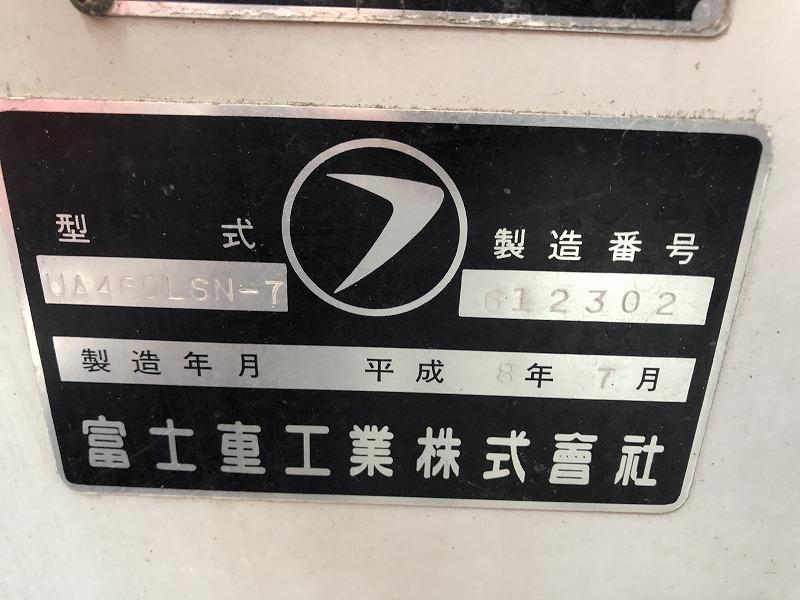 型式
UA460LSN-7
製造番号
612302
製造年月 平成 8年 7月
富士重工業株式會社